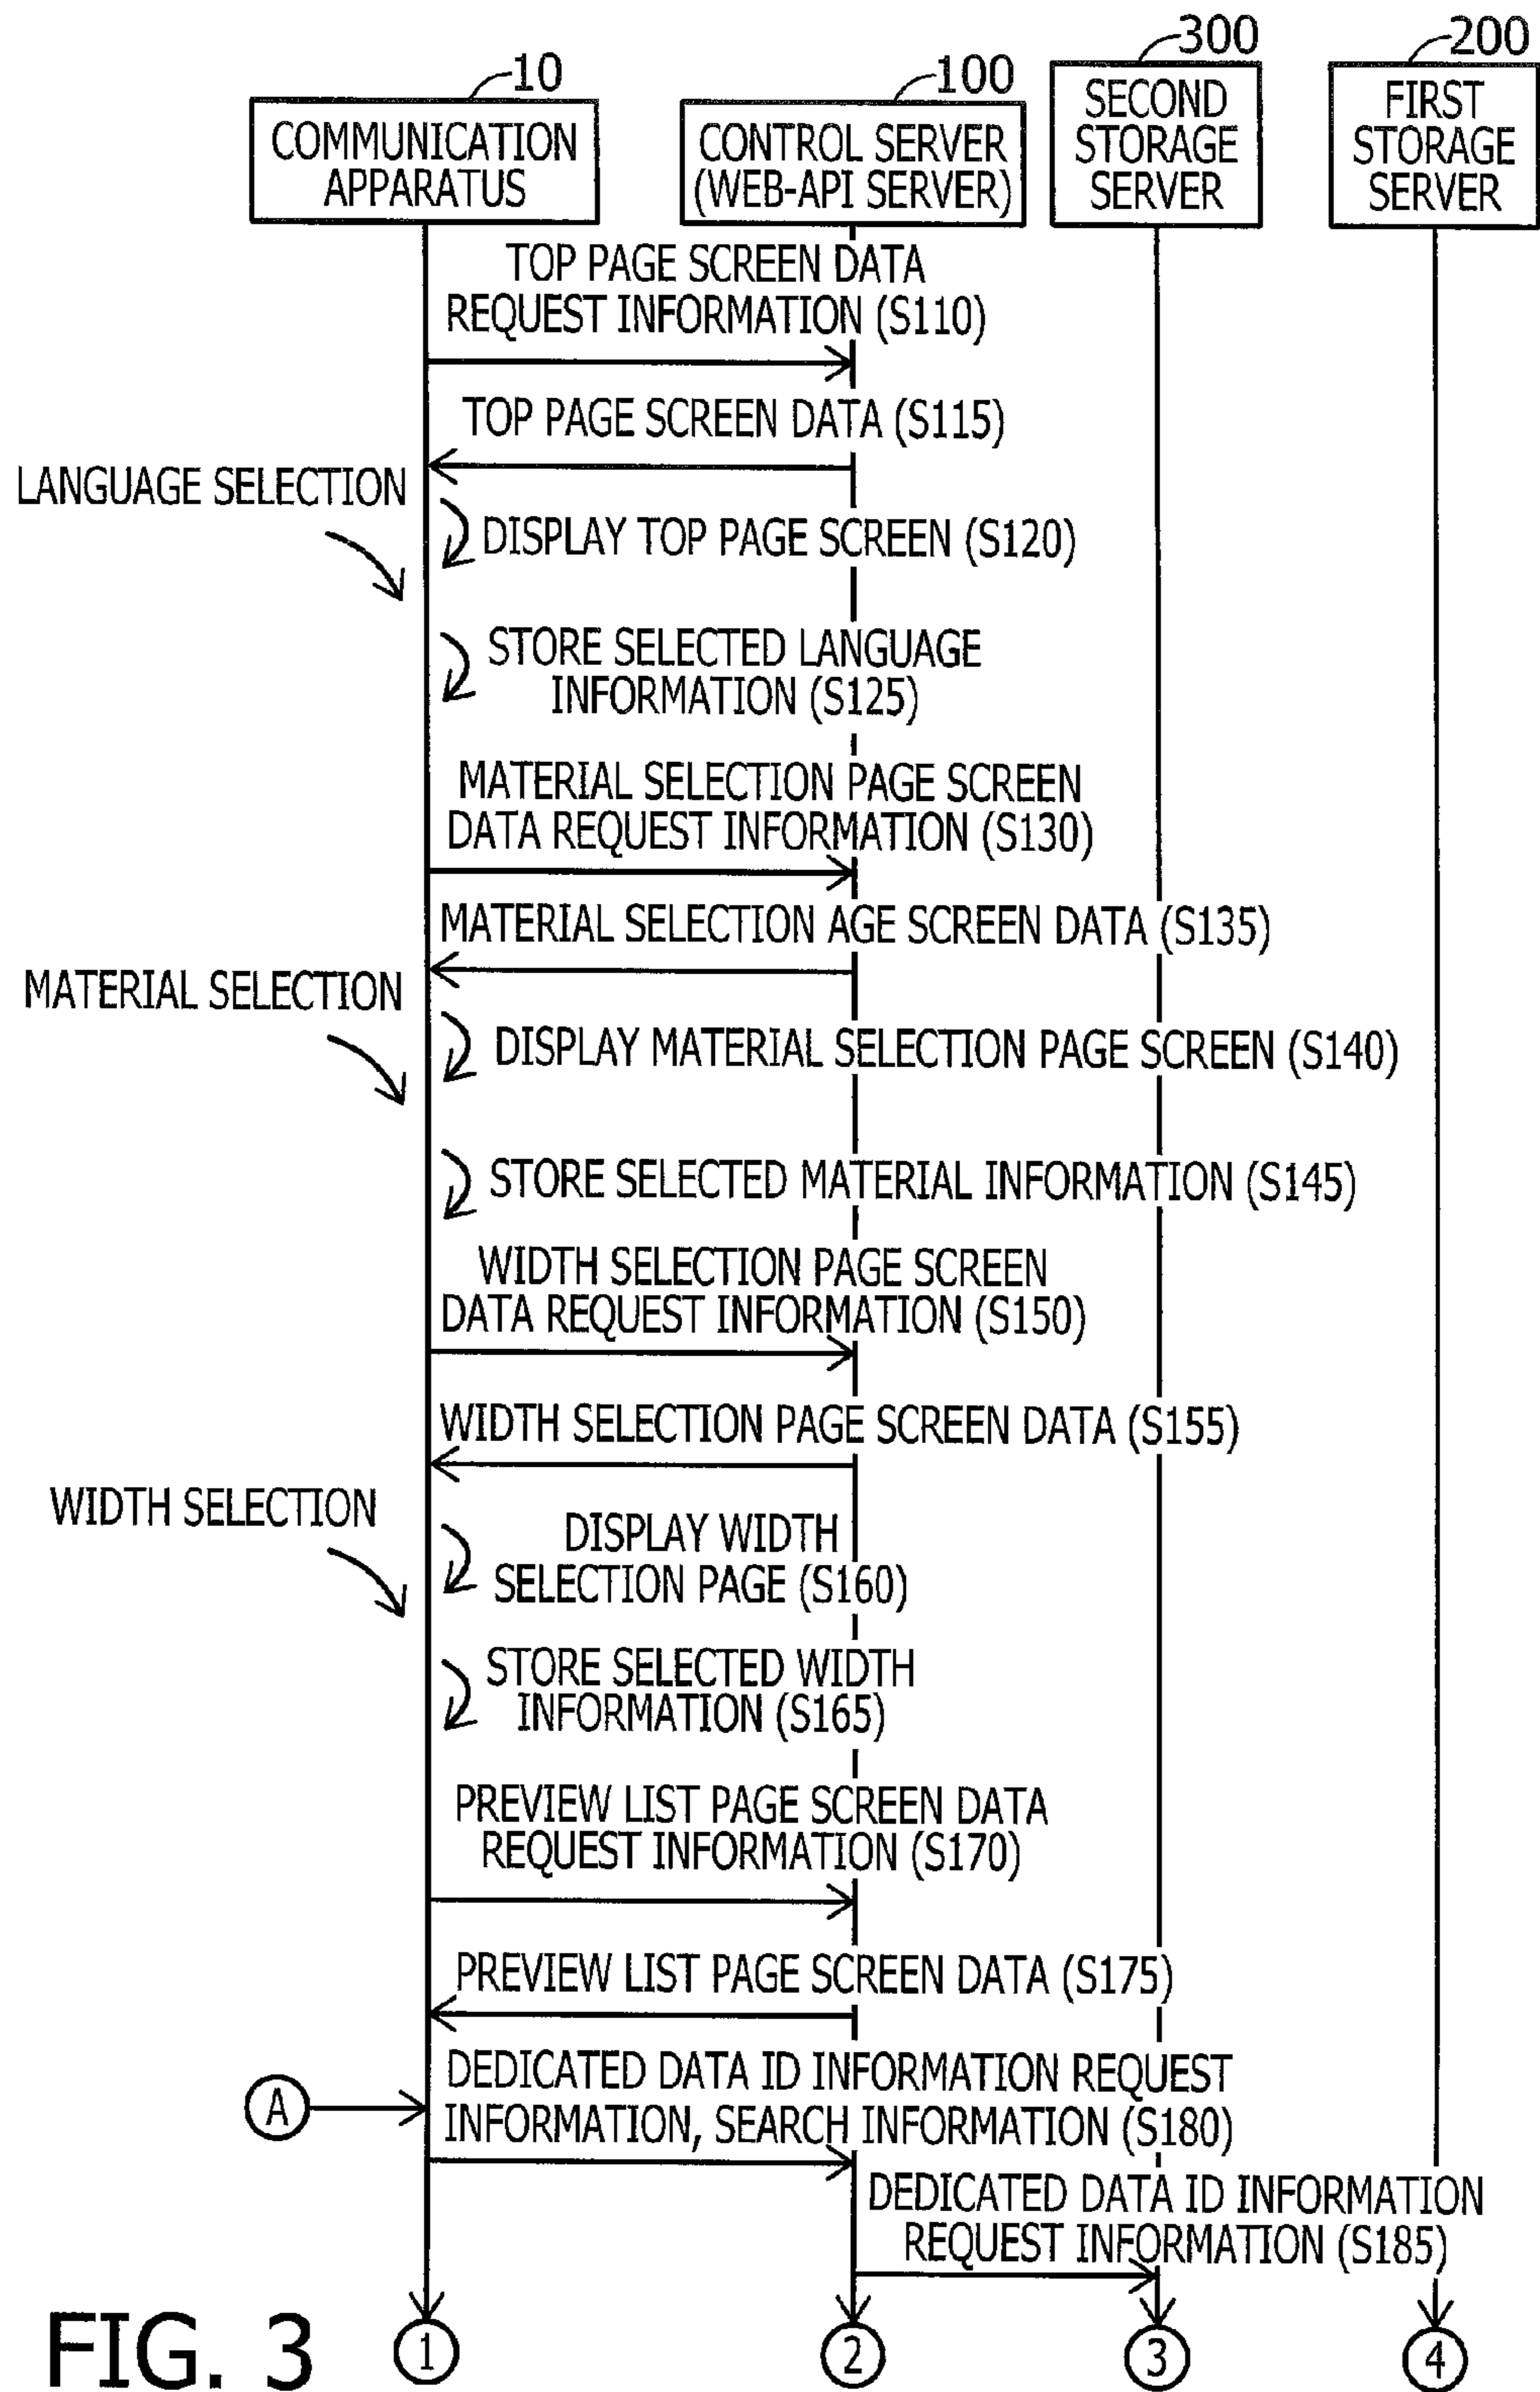 10
100
300
200
COMMUNICATION
APPARATUS
CONTROL SERVER
(WEB-API SERVER)
SECOND
STORAGE
SERVER
FIRST
STORAGE
SERVER
TOP PAGE SCREEN DATA
REQUEST INFORMATION (S110)
TOP PAGE SCREEN DATA (S115)
LANGUAGE SELECTION
DISPLAY TOP PAGE SCREEN (S120)
STORE SELECTED LANGUAGE
INFORMATION (S125)
MATERIAL SELECTION PAGE SCREEN
DATA REQUEST INFORMATION (S130)
MATERIAL SELECTION AGE SCREEN DATA (S135)
MATERIAL SELECTION
DISPLAY MATERIAL SELECTION PAGE SCREEN (S140)
STORE SELECTED MATERIAL INFORMATION (S145)
WIDTH SELECTION PAGE SCREEN
DATA REQUEST INFORMATION (S150)
WIDTH SELECTION PAGE SCREEN DATA (S155)
WIDTH SELECTION
DISPLAY WIDTH
SELECTION PAGE (S160)
STORE SELECTED WIDTH
INFORMATION (S165)
PREVIEW LIST PAGE SCREEN DATA
REQUEST INFORMATION (S170)
PREVIEW LIST PAGE SCREEN DATA (S175)
A
DEDICATED DATA ID INFORMATION REQUEST
INFORMATION, SEARCH INFORMATION (S180)
DEDICATED DATA ID INFORMATION
REQUEST INFORMATION (S185)
FIG. 3
1
2
3
4